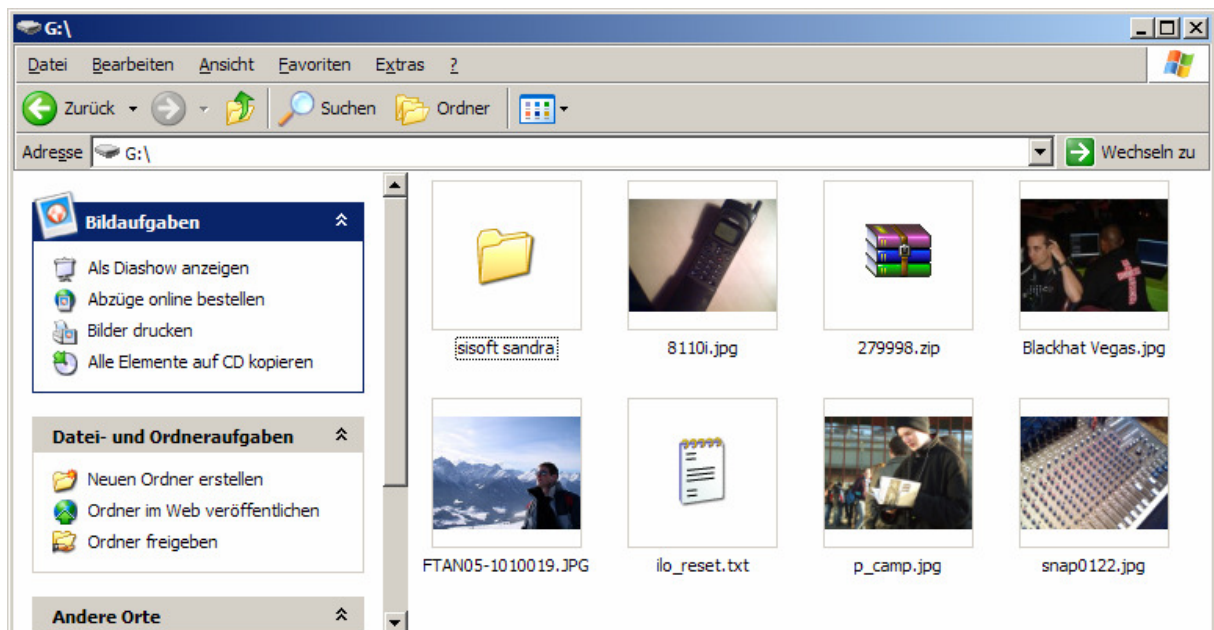 G:\
Datei Bearbeiten Ansicht Favoriten Extras ?
Zurück Suchen Ordner
Adresse G:\ Wechseln zu
Bildaufgaben
Als Diashow anzeigen
Abzüge online bestellen
Bilder drucken
Alle Elemente auf CD kopieren
Datei- und Ordneraufgaben
Neuen Ordner erstellen
Ordner im Web veröffentlichen
Ordner freigeben
Andere Orte
sisoft sandra 8110i.jpg 279998.zip Blackhat Vegas.jpg
FTAN05-1010019.JPG ilo_reset.txt p_camp.jpg snap0122.jpg